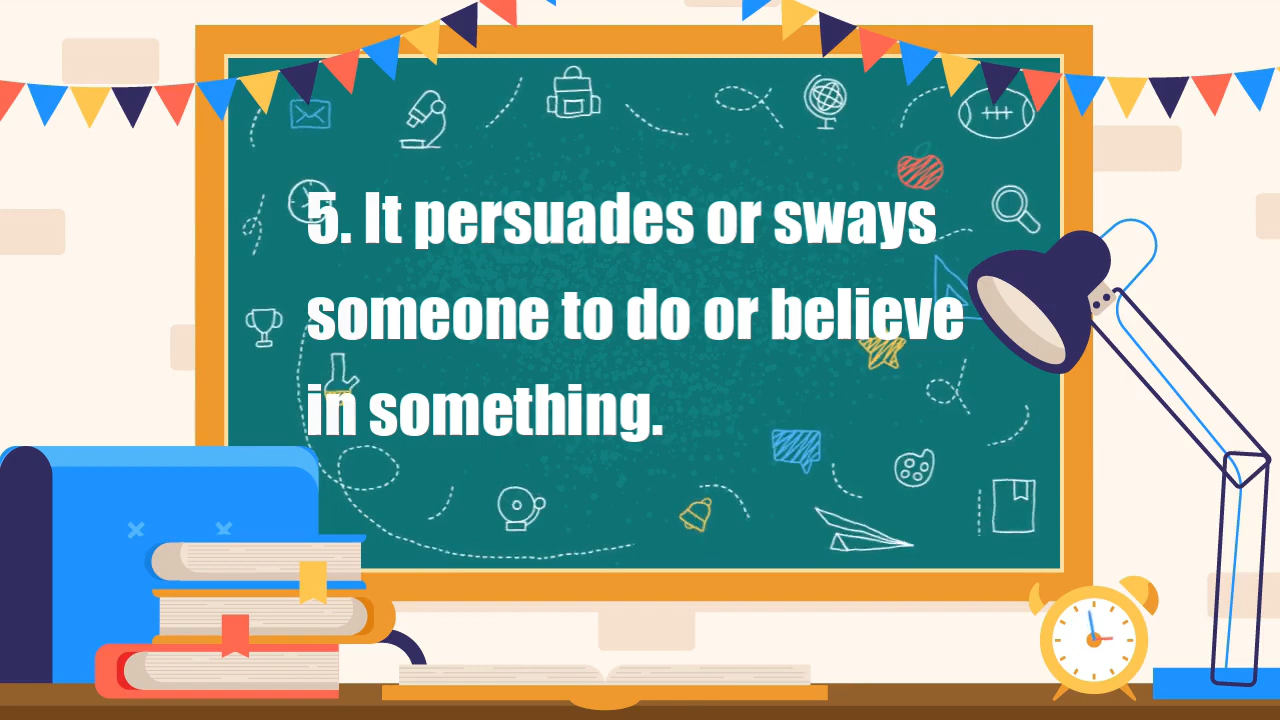 5. It persuades or sways
someone to do or believe
in something.